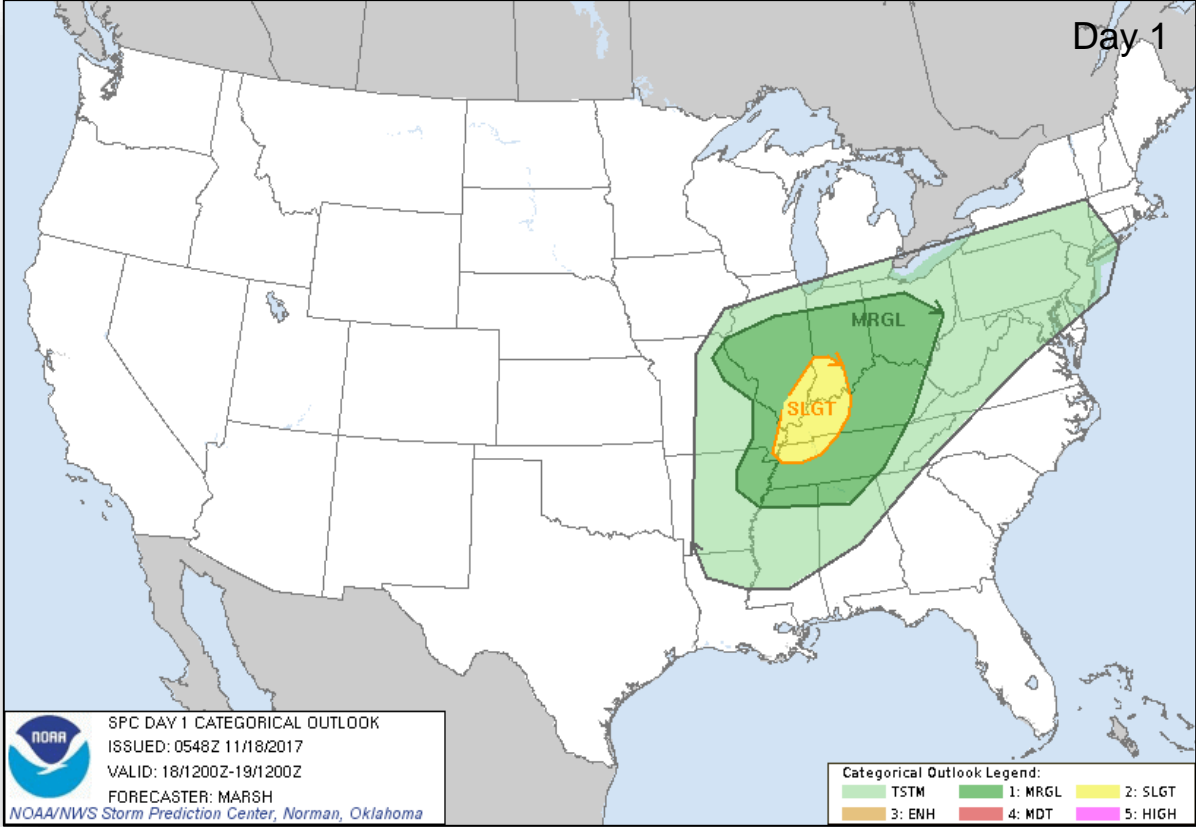 Day 1
MRGL
SLGT
NOAA
SPC DAY 1 CATEGORICAL OUTLOOK
ISSUED: 0548Z 11/18/2017
VALID: 18/1200Z-19/1200Z
FORECASTER: MARSH
NOAA/NWS Storm Prediction Center, Norman, Oklahoma
Categorical Outlook Legend:
TSTM 1: MRGL 2: SLGT
3: ENH 4: MDT 5: HIGH